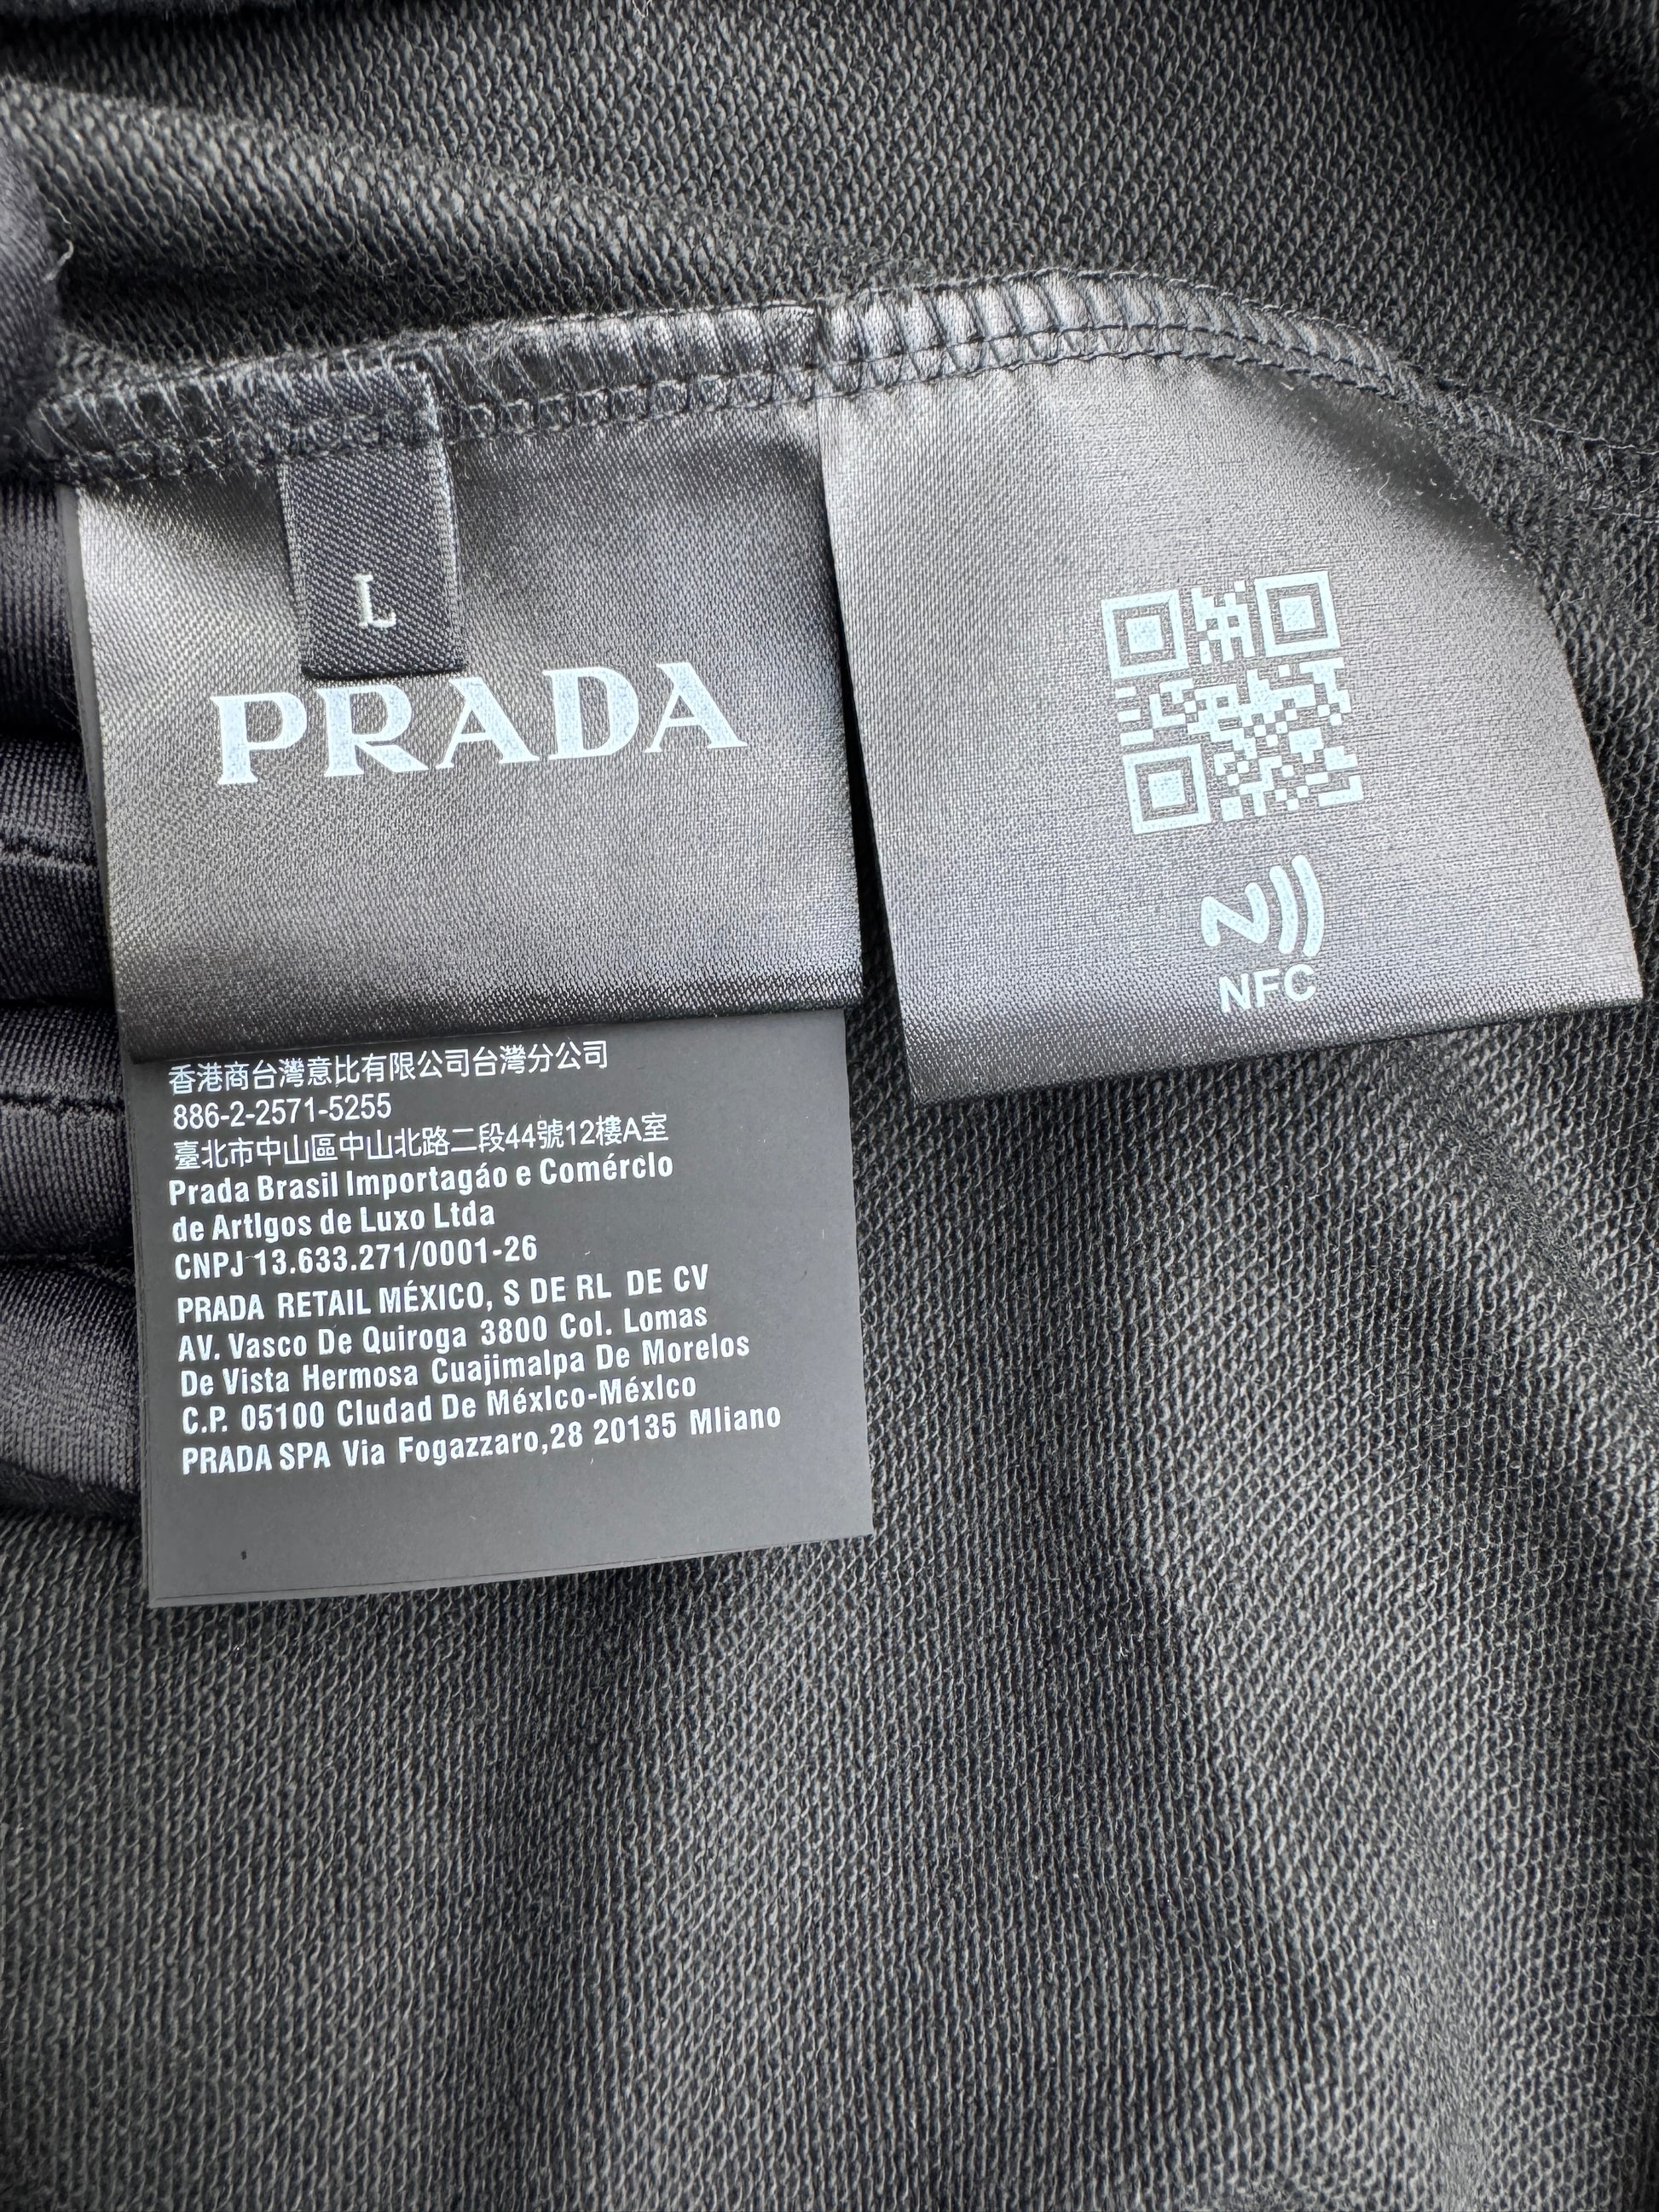 L
PRADA
NFC
香港商台灣意比有限公司台灣分公司
886-2-2571-5255
臺北市中山區中山北路二段44號12樓A室
Prada Brasil Importagáo e Comérclo
de Artlgos de Luxo Ltda
CNPJ 13.633.271/0001-26
PRADA RETAIL MÉXICO, S DE RL DE CV
AV. Vasco De Quiroga 3800 Col. Lomas
De Vista Hermosa Cuajimalpa De Morelos
C.P. 05100 Cludad De Méxlco-Méxlco
PRADA SPA Via Fogazzaro,28 20135 Mliano